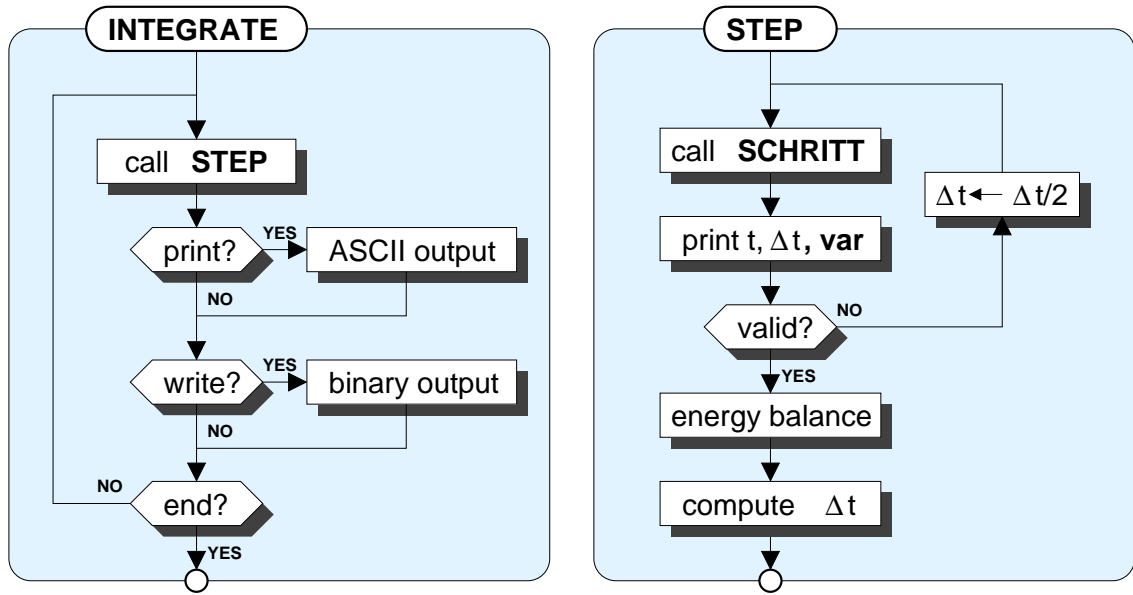 INTEGRATE
call STEP
print?
YES
ASCII output
NO
write?
YES
binary output
NO
NO
end?
YES
STEP
call SCHRITT
Δt ← Δt/2
print t, Δt, var
valid?
NO
YES
energy balance
compute Δt